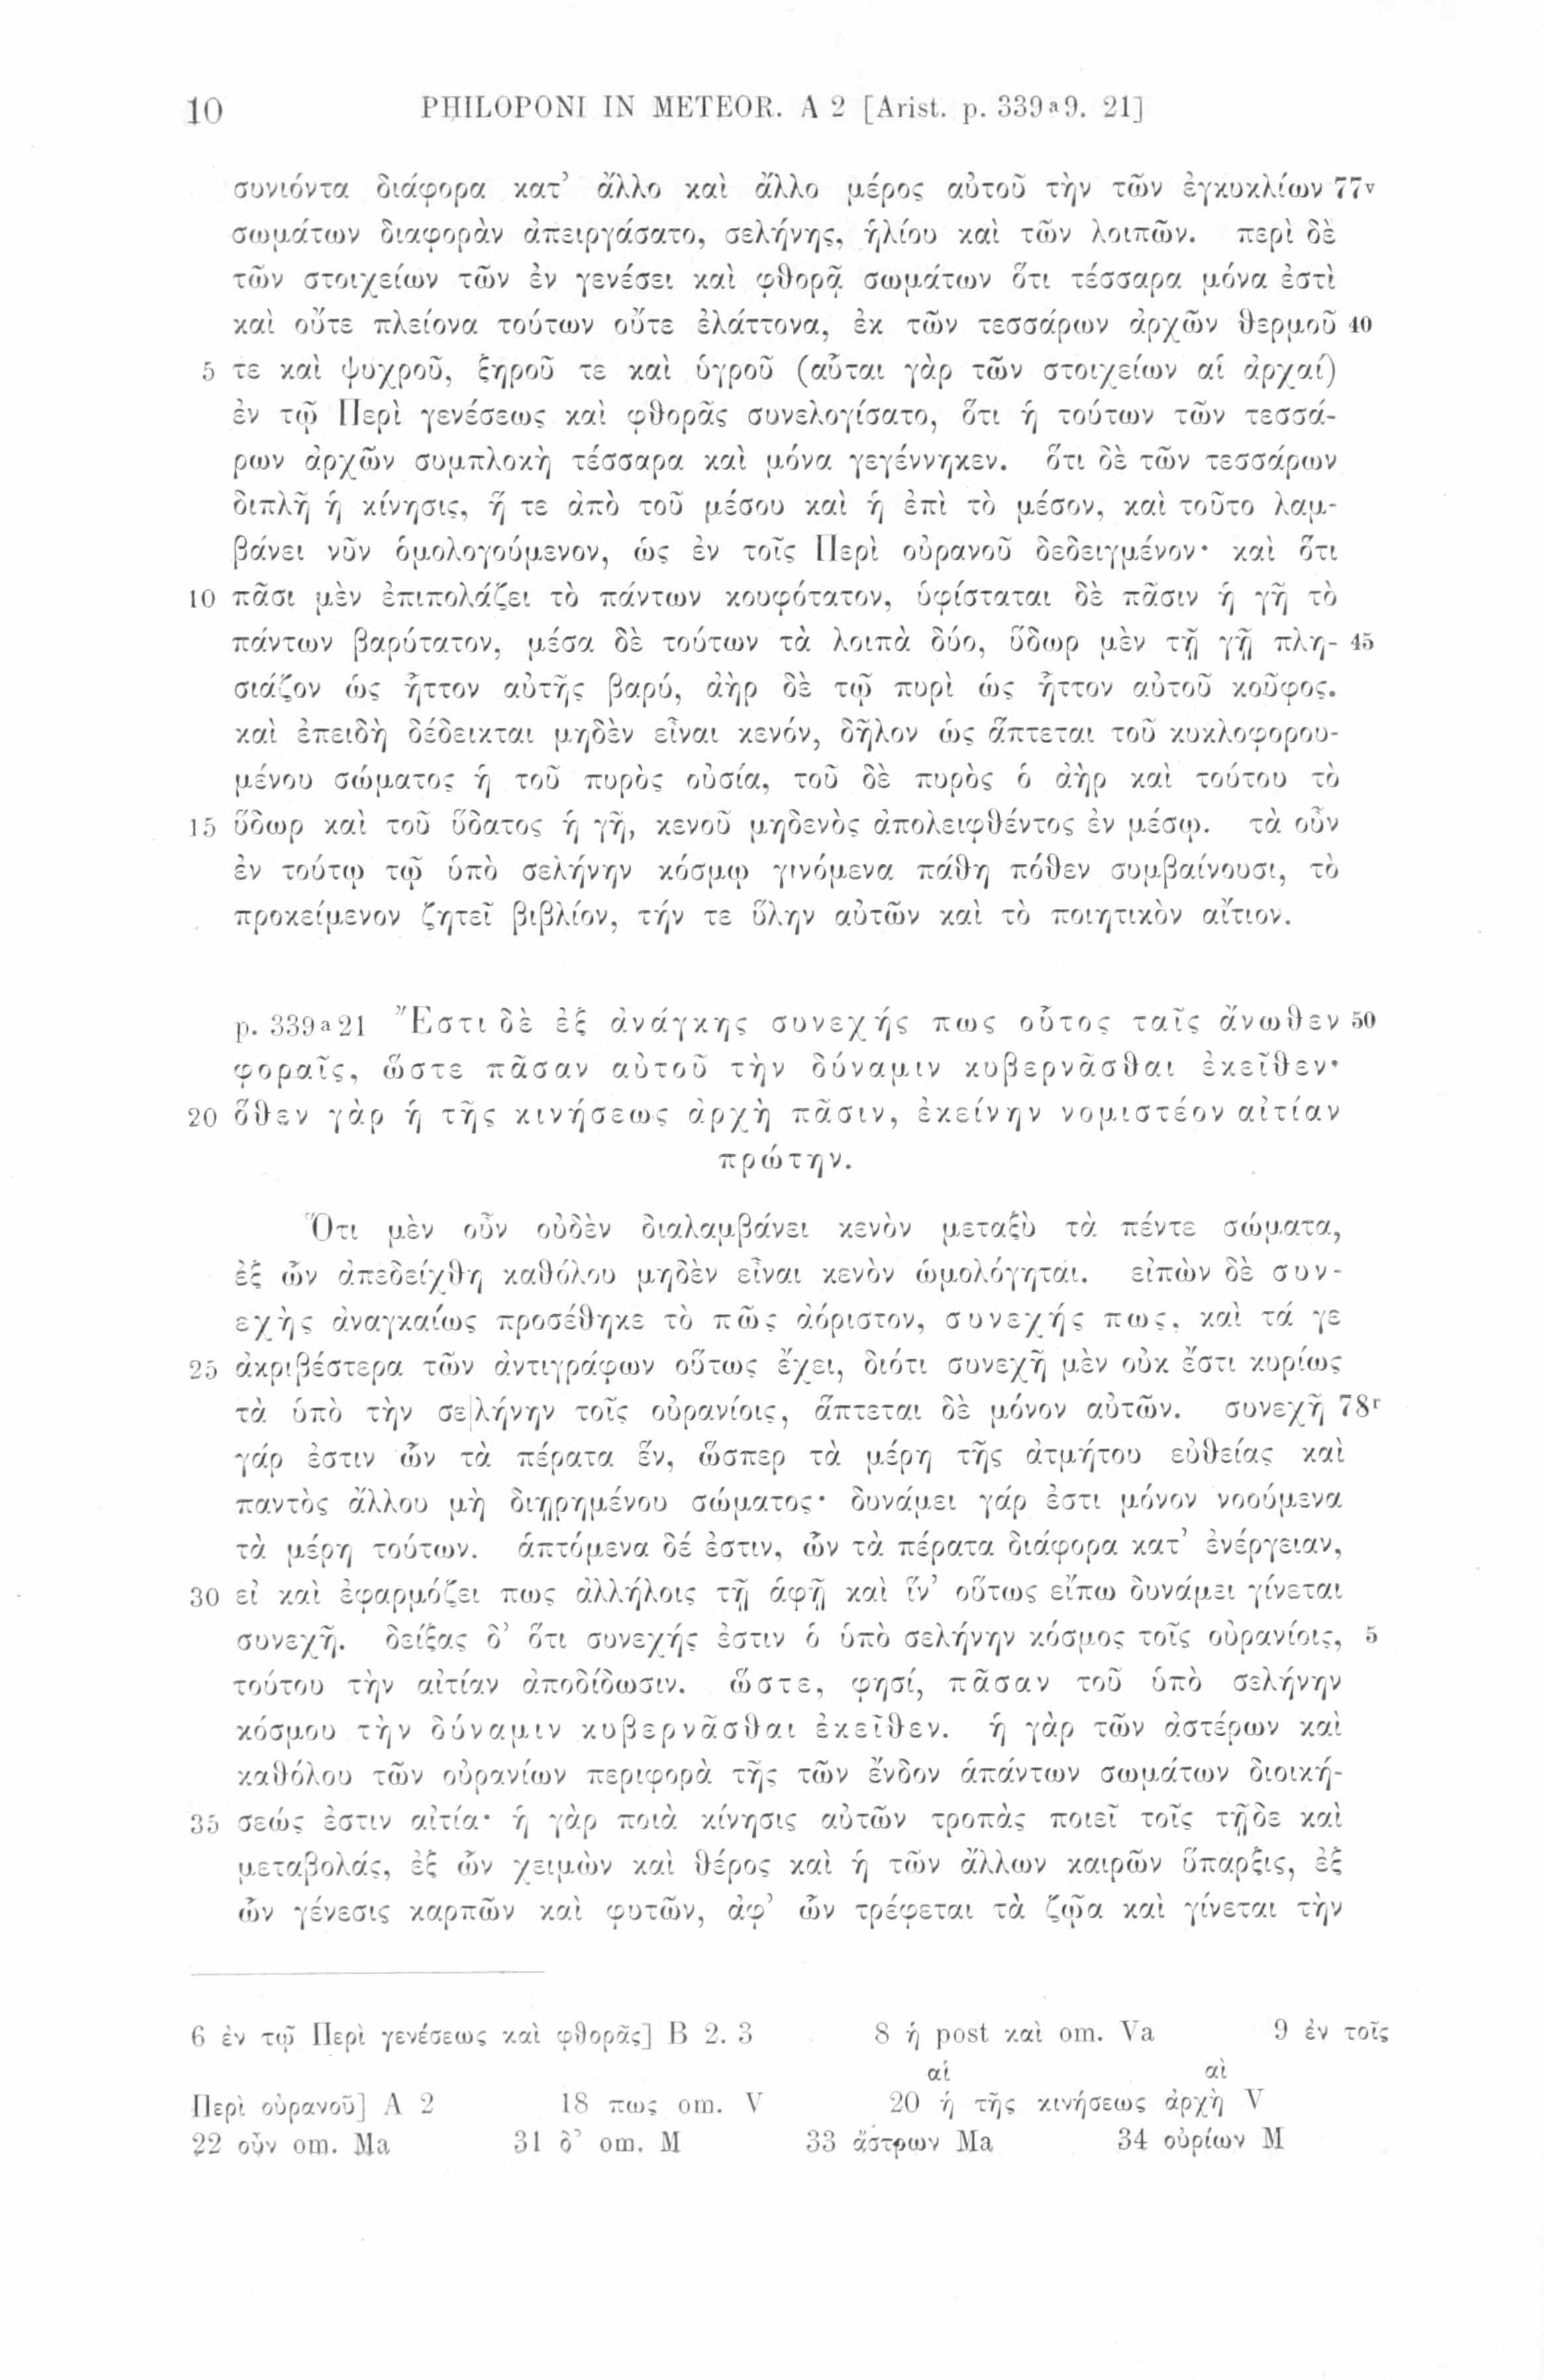 10 PHILOPONI IN METEOR. A 2 [Arist. p. 339a9. 21]
συνιόντα διάφορα κατ’ ἄλλο καὶ ἄλλο μέρος αὐτοῦ τὴν τῶν ἐγκυκλίων 77v
σωμάτων διαφορὰν ἀπειργάσατο, σελήνης, ἡλίου καὶ τῶν λοιπῶν. περὶ δὲ
τῶν στοιχείων τῶν ἐν γενέσει καὶ φθορᾷ σωμάτων ὅτι τέσσαρα μόνα ἐστὶ
καὶ οὔτε πλείονα τούτων οὔτε ἐλάττονα, ἐκ τῶν τεσσάρων ἀρχῶν θερμοῦ 40
5 τε καὶ ψυχροῦ, ξηροῦ τε καὶ ὑγροῦ (αὗται γὰρ τῶν στοιχείων αἱ ἀρχαί)
ἐν τῷ Περὶ γενέσεως καὶ φθορᾶς συνελογίσατο, ὅτι ἡ τούτων τῶν τεσσά-
ρων ἀρχῶν συμπλοκὴ τέσσαρα καὶ μόνα γεγέννηκεν. ὅτι δὲ τῶν τεσσάρων
διπλῆ ἡ κίνησις, ἥ τε ἀπὸ τοῦ μέσου καὶ ἡ ἐπὶ τὸ μέσον, καὶ τοῦτο λαμ-
βάνει νῦν ὁμολογούμενον, ὡς ἐν τοῖς Περὶ οὐρανοῦ δεδειγμένον· καὶ ὅτι
10 πᾶσι μὲν ἐπιπολάζει τὸ πάντων κουφότατον, ὑφίσταται δὲ πᾶσιν ἡ γῆ τὸ
πάντων βαρύτατον, μέσα δὲ τούτων τὰ λοιπὰ δύο, ὕδωρ μὲν τῇ γῇ πλη- 45
σιάζον ὡς ἧττον αὐτῆς βαρύ, ἀὴρ δὲ τῷ πυρὶ ὡς ἧττον αὐτοῦ κοῦφος.
καὶ ἐπειδὴ δέδεικται μηδὲν εἶναι κενόν, δῆλον ὡς ἅπτεται τοῦ κυκλοφορου-
μένου σώματος ἡ τοῦ πυρὸς οὐσία, τοῦ δὲ πυρὸς ὁ ἀὴρ καὶ τούτου τὸ
15 ὕδωρ καὶ τοῦ ὕδατος ἡ γῆ, κενοῦ μηδενὸς ἀπολειφθέντος ἐν μέσῳ. τὰ οὖν
ἐν τούτῳ τῷ ὑπὸ σελήνην κόσμῳ γινόμενα πάθη πόθεν συμβαίνουσι, τὸ
προκείμενον ζητεῖ βιβλίον, τήν τε ὕλην αὐτῶν καὶ τὸ ποιητικὸν αἴτιον.
p. 339a21 Ἔστι δὲ ἐξ ἀνάγκης συνεχής πως οὗτος ταῖς ἄνωθεν 50
φοραῖς, ὥστε πᾶσαν αὐτοῦ τὴν δύναμιν κυβερνᾶσθαι ἐκεῖθεν·
20 ὅθεν γὰρ ἡ τῆς κινήσεως ἀρχὴ πᾶσιν, ἐκείνην νομιστέον αἰτίαν
πρώτην.
Ὅτι μὲν οὖν οὐδὲν διαλαμβάνει κενὸν μεταξὺ τὰ πέντε σώματα,
ἐξ ὧν ἀπεδείχθη καθόλου μηδὲν εἶναι κενὸν ὡμολόγηται. εἰπὼν δὲ συν-
εχὴς ἀναγκαίως προσέθηκε τὸ πῶς ἀόριστον, συνεχής πως, καὶ τά γε
25 ἀκριβέστερα τῶν ἀντιγράφων οὕτως ἔχει, διότι συνεχῆ μὲν οὐκ ἔστι κυρίως
τὰ ὑπὸ τὴν σε|λήνην τοῖς οὐρανίοις, ἅπτεται δὲ μόνον αὐτῶν. συνεχῆ 78r
γάρ ἐστιν ὧν τὰ πέρατα ἕν, ὥσπερ τὰ μέρη τῆς ἀτμήτου εὐθείας καὶ
παντὸς ἄλλου μὴ διῃρημένου σώματος· δυνάμει γάρ ἐστι μόνον νοούμενα
τὰ μέρη τούτων. ἁπτόμενα δέ ἐστιν, ὧν τὰ πέρατα διάφορα κατ’ ἐνέργειαν,
30 εἰ καὶ ἐφαρμόζει πως ἀλλήλοις τῇ ἁφῇ καὶ ἵν’ οὕτως εἴπω δυνάμει γίνεται
συνεχῆ. δείξας δ’ ὅτι συνεχής ἐστιν ὁ ὑπὸ σελήνην κόσμος τοῖς οὐρανίοις, 5
τούτου τὴν αἰτίαν ἀποδίδωσιν. ὥστε, φησί, πᾶσαν τοῦ ὑπὸ σελήνην
κόσμου τὴν δύναμιν κυβερνᾶσθαι ἐκεῖθεν. ἡ γὰρ τῶν ἀστέρων καὶ
καθόλου τῶν οὐρανίων περιφορὰ τῆς τῶν ἔνδον ἁπάντων σωμάτων διοική-
35 σεώς ἐστιν αἰτία· ἡ γὰρ ποιὰ κίνησις αὐτῶν τροπὰς ποιεῖ τοῖς τῇδε καὶ
μεταβολάς, ἐξ ὧν χειμὼν καὶ θέρος καὶ ἡ τῶν ἄλλων καιρῶν ὕπαρξις, ἐξ
ὧν γένεσις καρπῶν καὶ φυτῶν, ἀφ’ ὧν τρέφεται τὰ ζῷα καὶ γίνεται τὴν
6 ἐν τῷ Περὶ γενέσεως καὶ φθορᾶς] B 2. 3 8 ἡ post καὶ om. Va 9 ἐν τοῖς
αἱ αὶ
Περὶ οὐρανοῦ] A 2 18 πως om. V 20 ἡ τῆς κινήσεως ἀρχὴ V
22 οὖν om. Ma 31 δ’ om. M 33 ἄστρων Ma 34 οὐρίων M